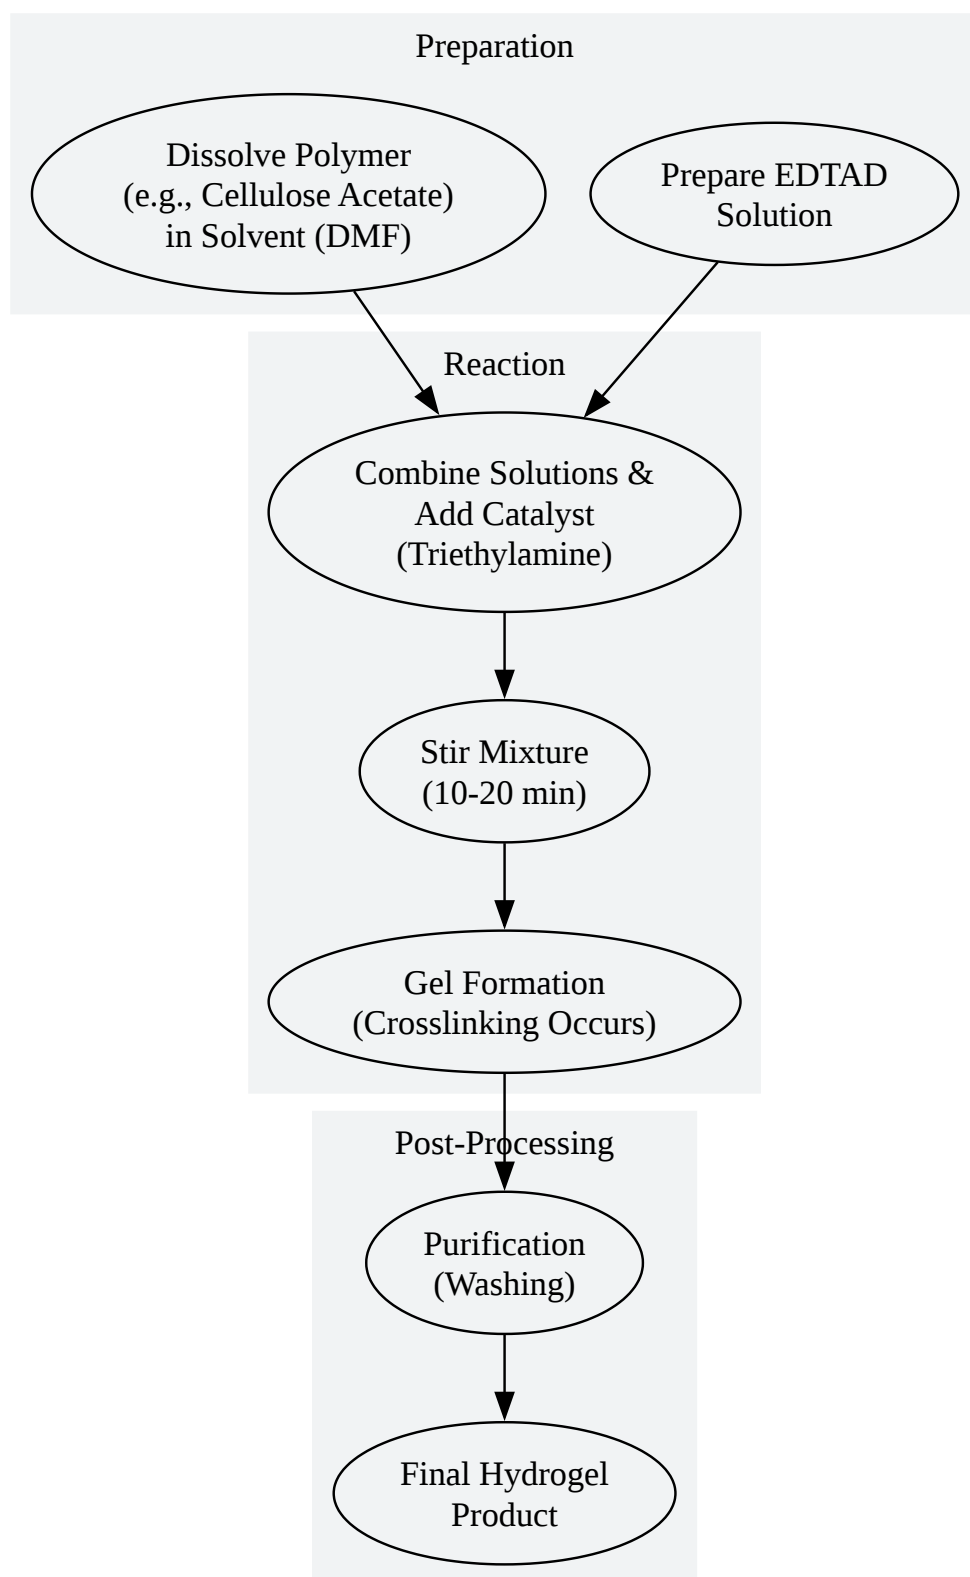 Preparation
Dissolve Polymer
(e.g., Cellulose Acetate)
in Solvent (DMF)
Prepare EDTAD
Solution
Reaction
Combine Solutions &
Add Catalyst
(Triethylamine)
Stir Mixture
(10-20 min)
Gel Formation
(Crosslinking Occurs)
Post-Processing
Purification
(Washing)
Final Hydrogel
Product